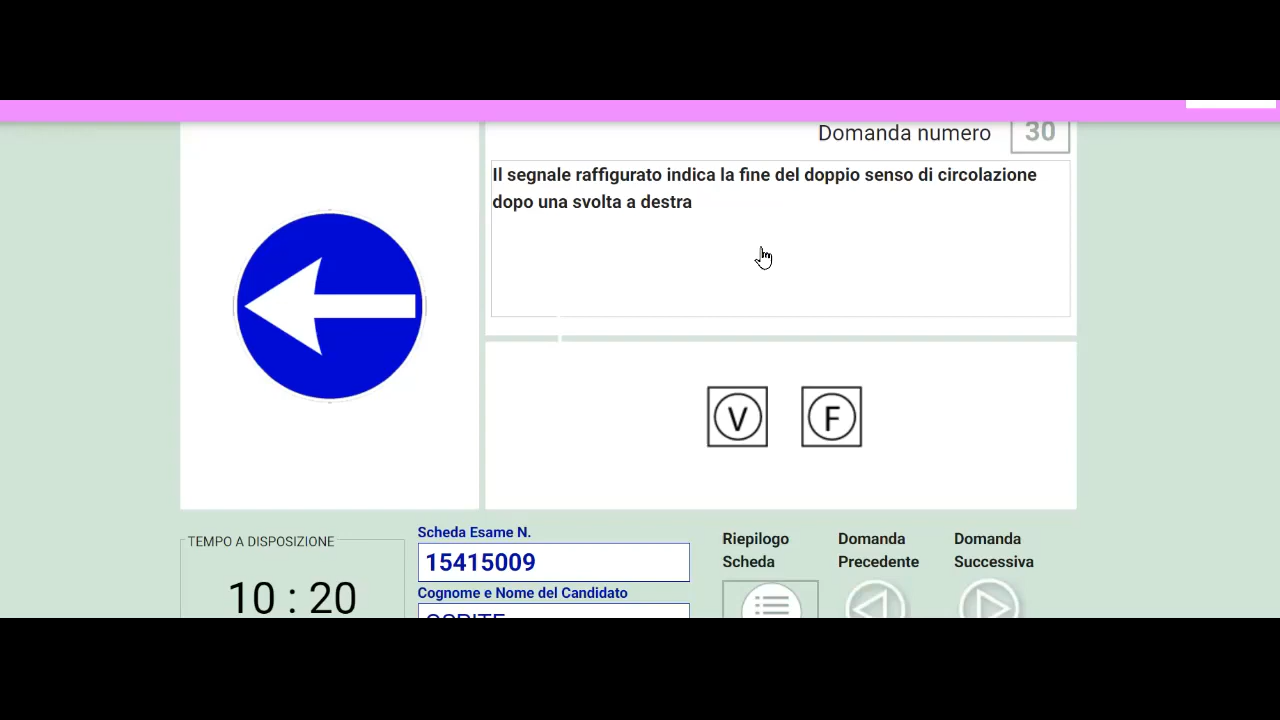 Domanda numero 30
Il segnale raffigurato indica la fine del doppio senso di circolazione
dopo una svolta a destra
V F
TEMPO A DISPOSIZIONE
10 : 20
Scheda Esame N.
15415009
Cognome e Nome del Candidato
Riepilogo
Scheda
Domanda
Precedente
Domanda
Successiva